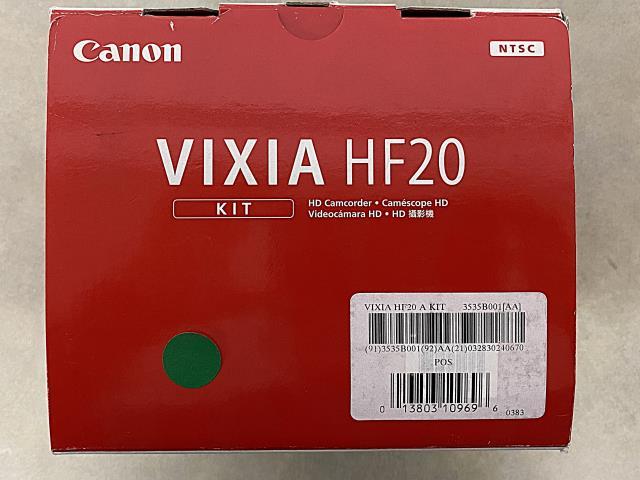 Canon
NTSC
VIXIA HF20
KIT
HD Camcorder • Caméscope HD
Videocámara HD • HD 攝影機
VIXIA HF20 A KIT 3535B001[AA]
(91)3535B001(92)AA(21)032830240670
POS
0 13803 10969 6
0383